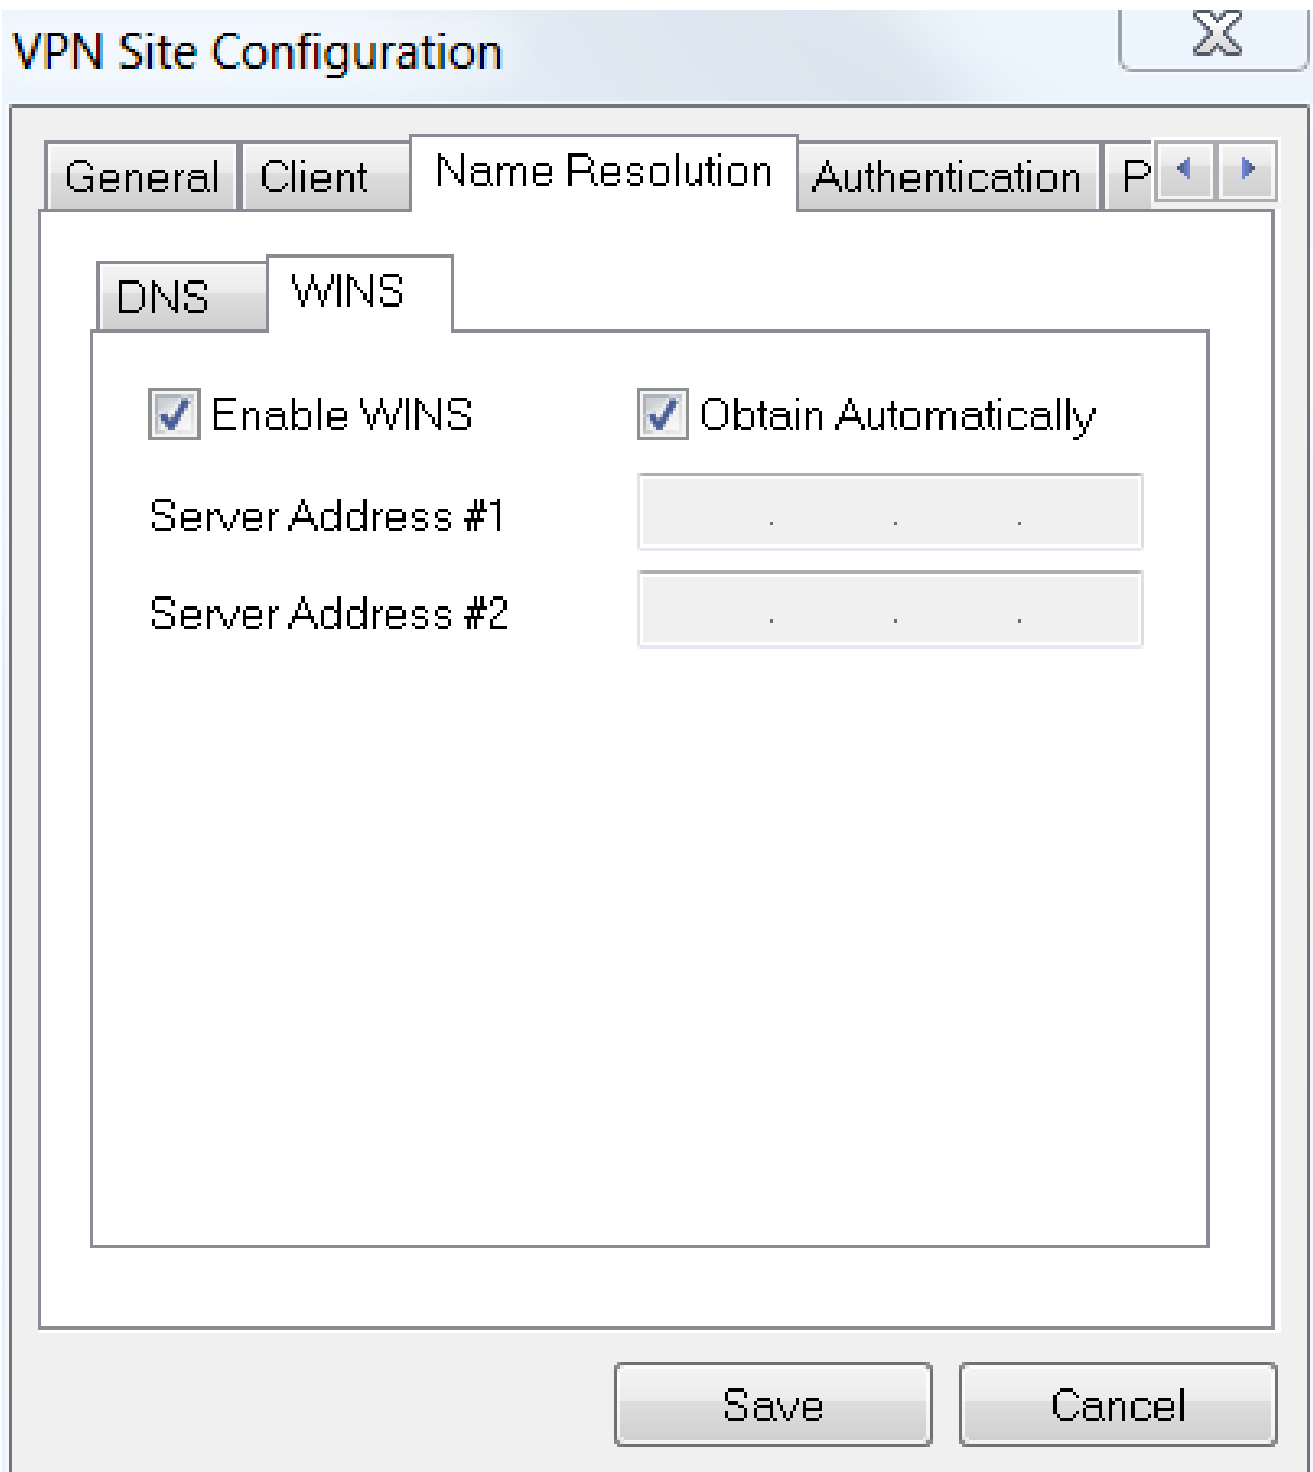 VPN Site Configuration
General Client Name Resolution Authentication P
DNS WINS
Enable WINS Obtain Automatically
Server Address #1 . . .
Server Address #2 . . .
Save Cancel